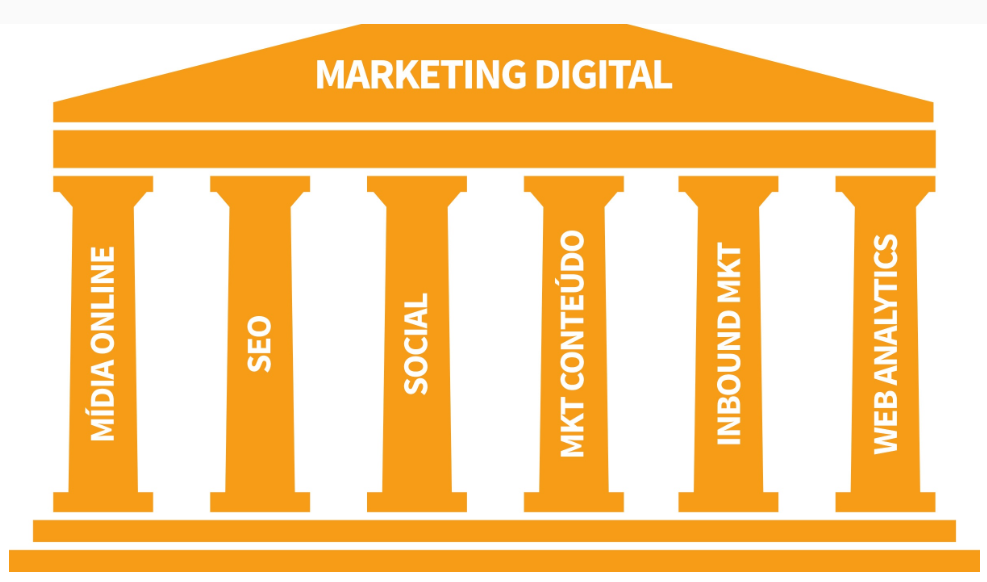 MARKETING DIGITAL
MÍDIA ONLINE
SEO
SOCIAL
MKT CONTEÚDO
INBOUND MKT
WEB ANALYTICS